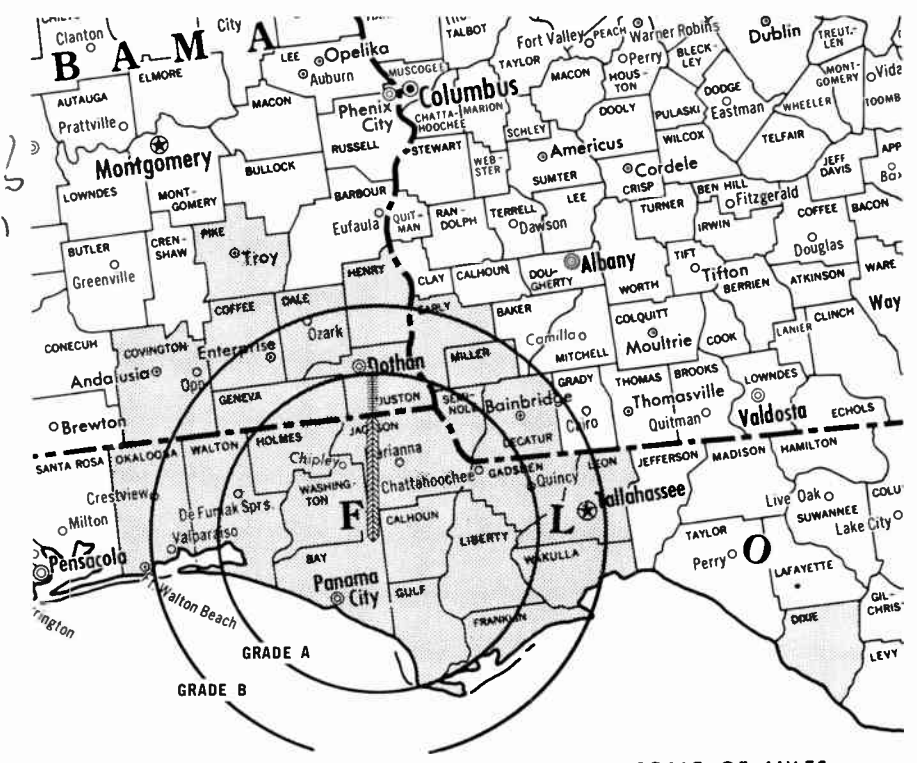 Clanton
City
TALBOT
Fort Valley
PEACH
Warner Robins
Dublin
TREUT-
LEN
B A M A
LEE
Opelika
Auburn
MUSCOGEE
TAYLOR
Perry
BLECK-
LEY
ELMORE
MACON
HOUS-
TON
MONT-
GOMERY
AUTAUGA
Prattville
MACON
Phenix
City
Columbus
CHATTA-
HOOCHEE
MARION
DOOLY
PULASKI
DODGE
Eastman
WHEELER
TOOMB
Montgomery
RUSSELL
STEWART
SCHLEY
Americus
WILCOX
TELFAIR
BULLOCK
WEB-
STER
SUMTER
Cordele
CRISP
JEFF
DAVIS
APP
LOWNDES
MONT-
GOMERY
BARBOUR
LEE
TURNER
BEN HILL
Fitzgerald
COFFEE
BACON
PIKE
Eufaula
QUIT-
MAN
RAN-
DOLPH
TERRELL
Dawson
IRWIN
BUTLER
CREN-
SHAW
Troy
Douglas
Greenville
HENRY
CLAY
CALHOUN
DOU-
GHERTY
Albany
TIFT
Tifton
WORTH
BERRIEN
ATKINSON
WARE
COFFEE
DALE
EARLY
BAKER
COLQUITT
Way
Ozark
Camilla
Moultrie
COOK
LANIER
CLINCH
CONECUH
COVINGTON
Enterprise
MITCHELL
Andalusia
Opp
Dothan
MILLER
GRADY
THOMAS
BROOKS
LOWNDES
GENEVA
HOUSTON
SEMI-
NOLE
Bainbridge
Thomasville
Brewton
Cairo
Quitman
Valdosta
ECHOLS
SANTA ROSA
OKALOOSA
WALTON
HOLMES
JACKSON
DECATUR
JEFFERSON
MADISON
HAMILTON
Chipley
Marianna
Chattahoochee
GADSDEN
LEON
Quincy
Crestview
WASHING-
TON
Tallahassee
Live Oak
COLU
Milton
De Funiak Sprs.
F L O
CALHOUN
SUWANNEE
Lake City
Valparaiso
LIBERTY
TAYLOR
Pensacola
BAY
WAKULLA
Perry
LAFAYETTE
Ft. Walton Beach
Panama
City
GULF
GIL-
CHRIS
rrington
FRANKLIN
DIXIE
GRADE A
LEVY
GRADE B